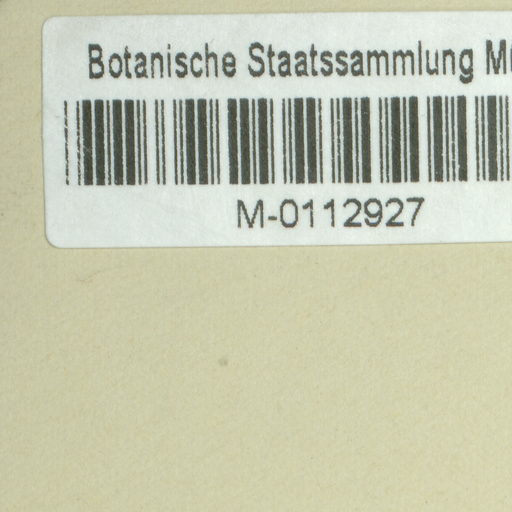 Botanische Staatssammlung
M-0112927